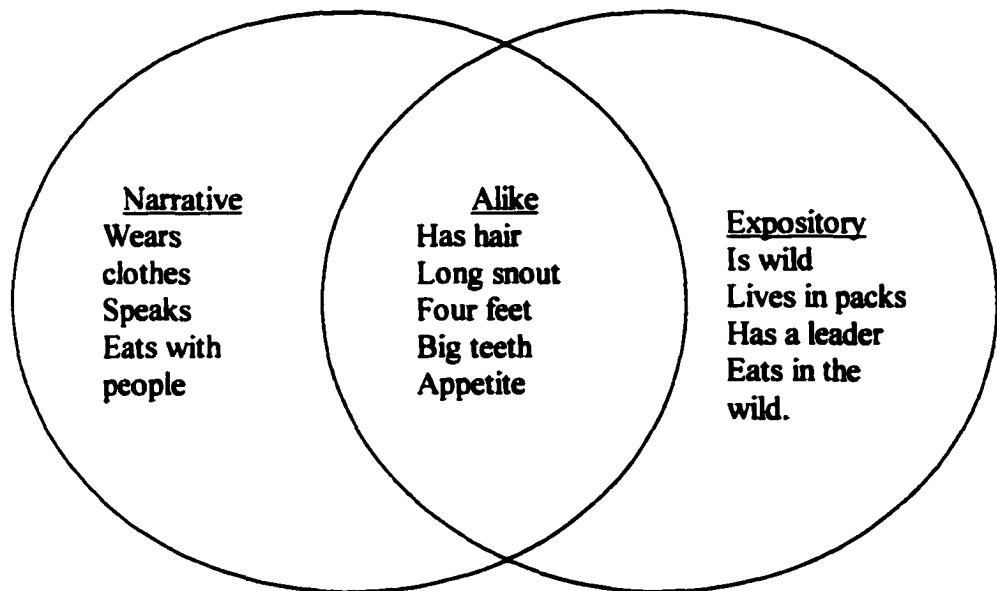 Narrative
Wears
clothes
Speaks
Eats with
people
Alike
Has hair
Long snout
Four feet
Big teeth
Appetite
Expository
Is wild
Lives in packs
Has a leader
Eats in the
wild.